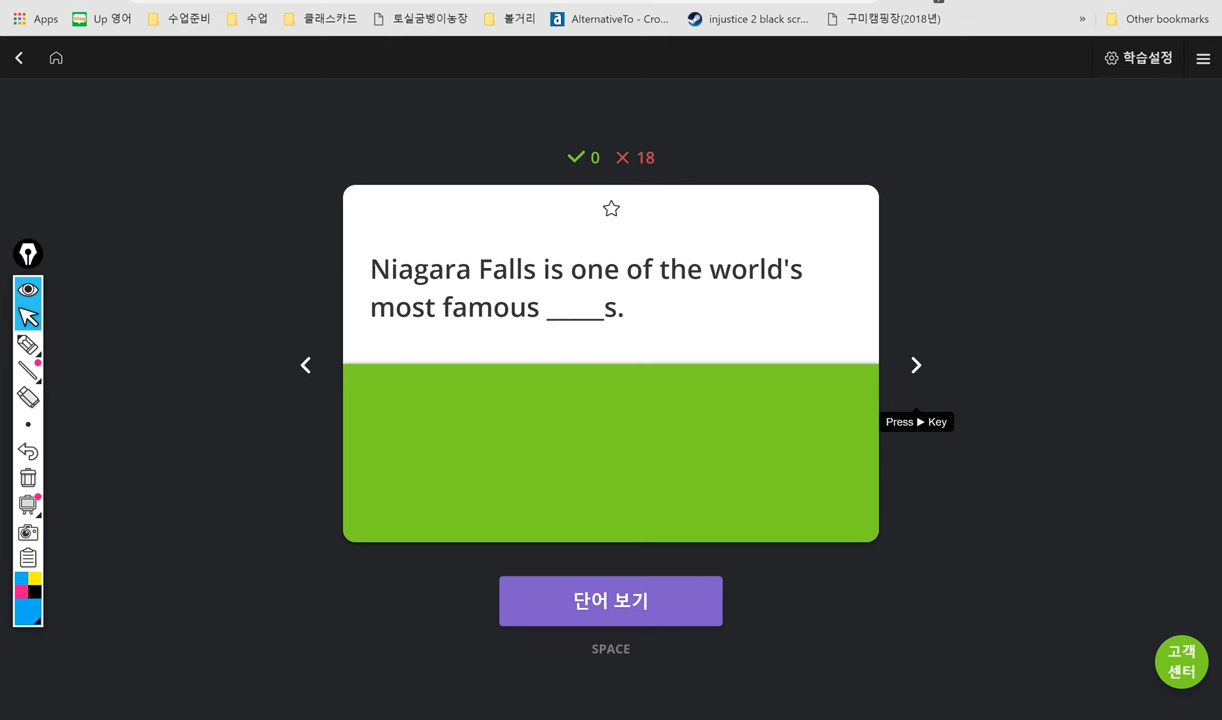 Apps Up 영어 수업준비 수업 클래스카드 토실굼벵이농장 볼거리 AlternativeTo - Cro... injustice 2 black scr... 구미캠핑장(2018년) » Other bookmarks
학습설정
0 18
Niagara Falls is one of the world's
most famous _____s.
Press ▶ Key
단어 보기
SPACE
고객
센터